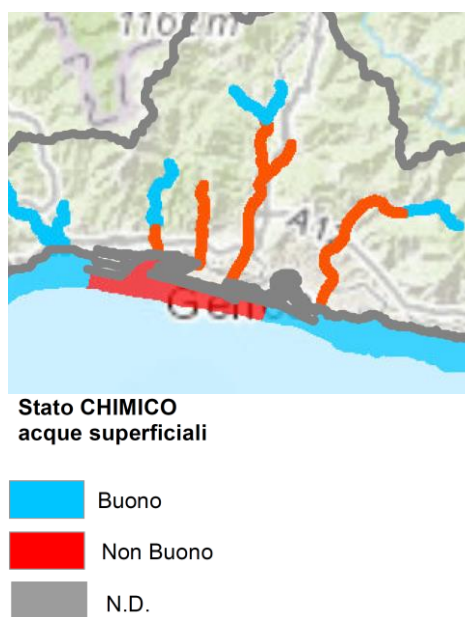 A1
Stato CHIMICO
acque superficiali
Buono
Non Buono
N.D.